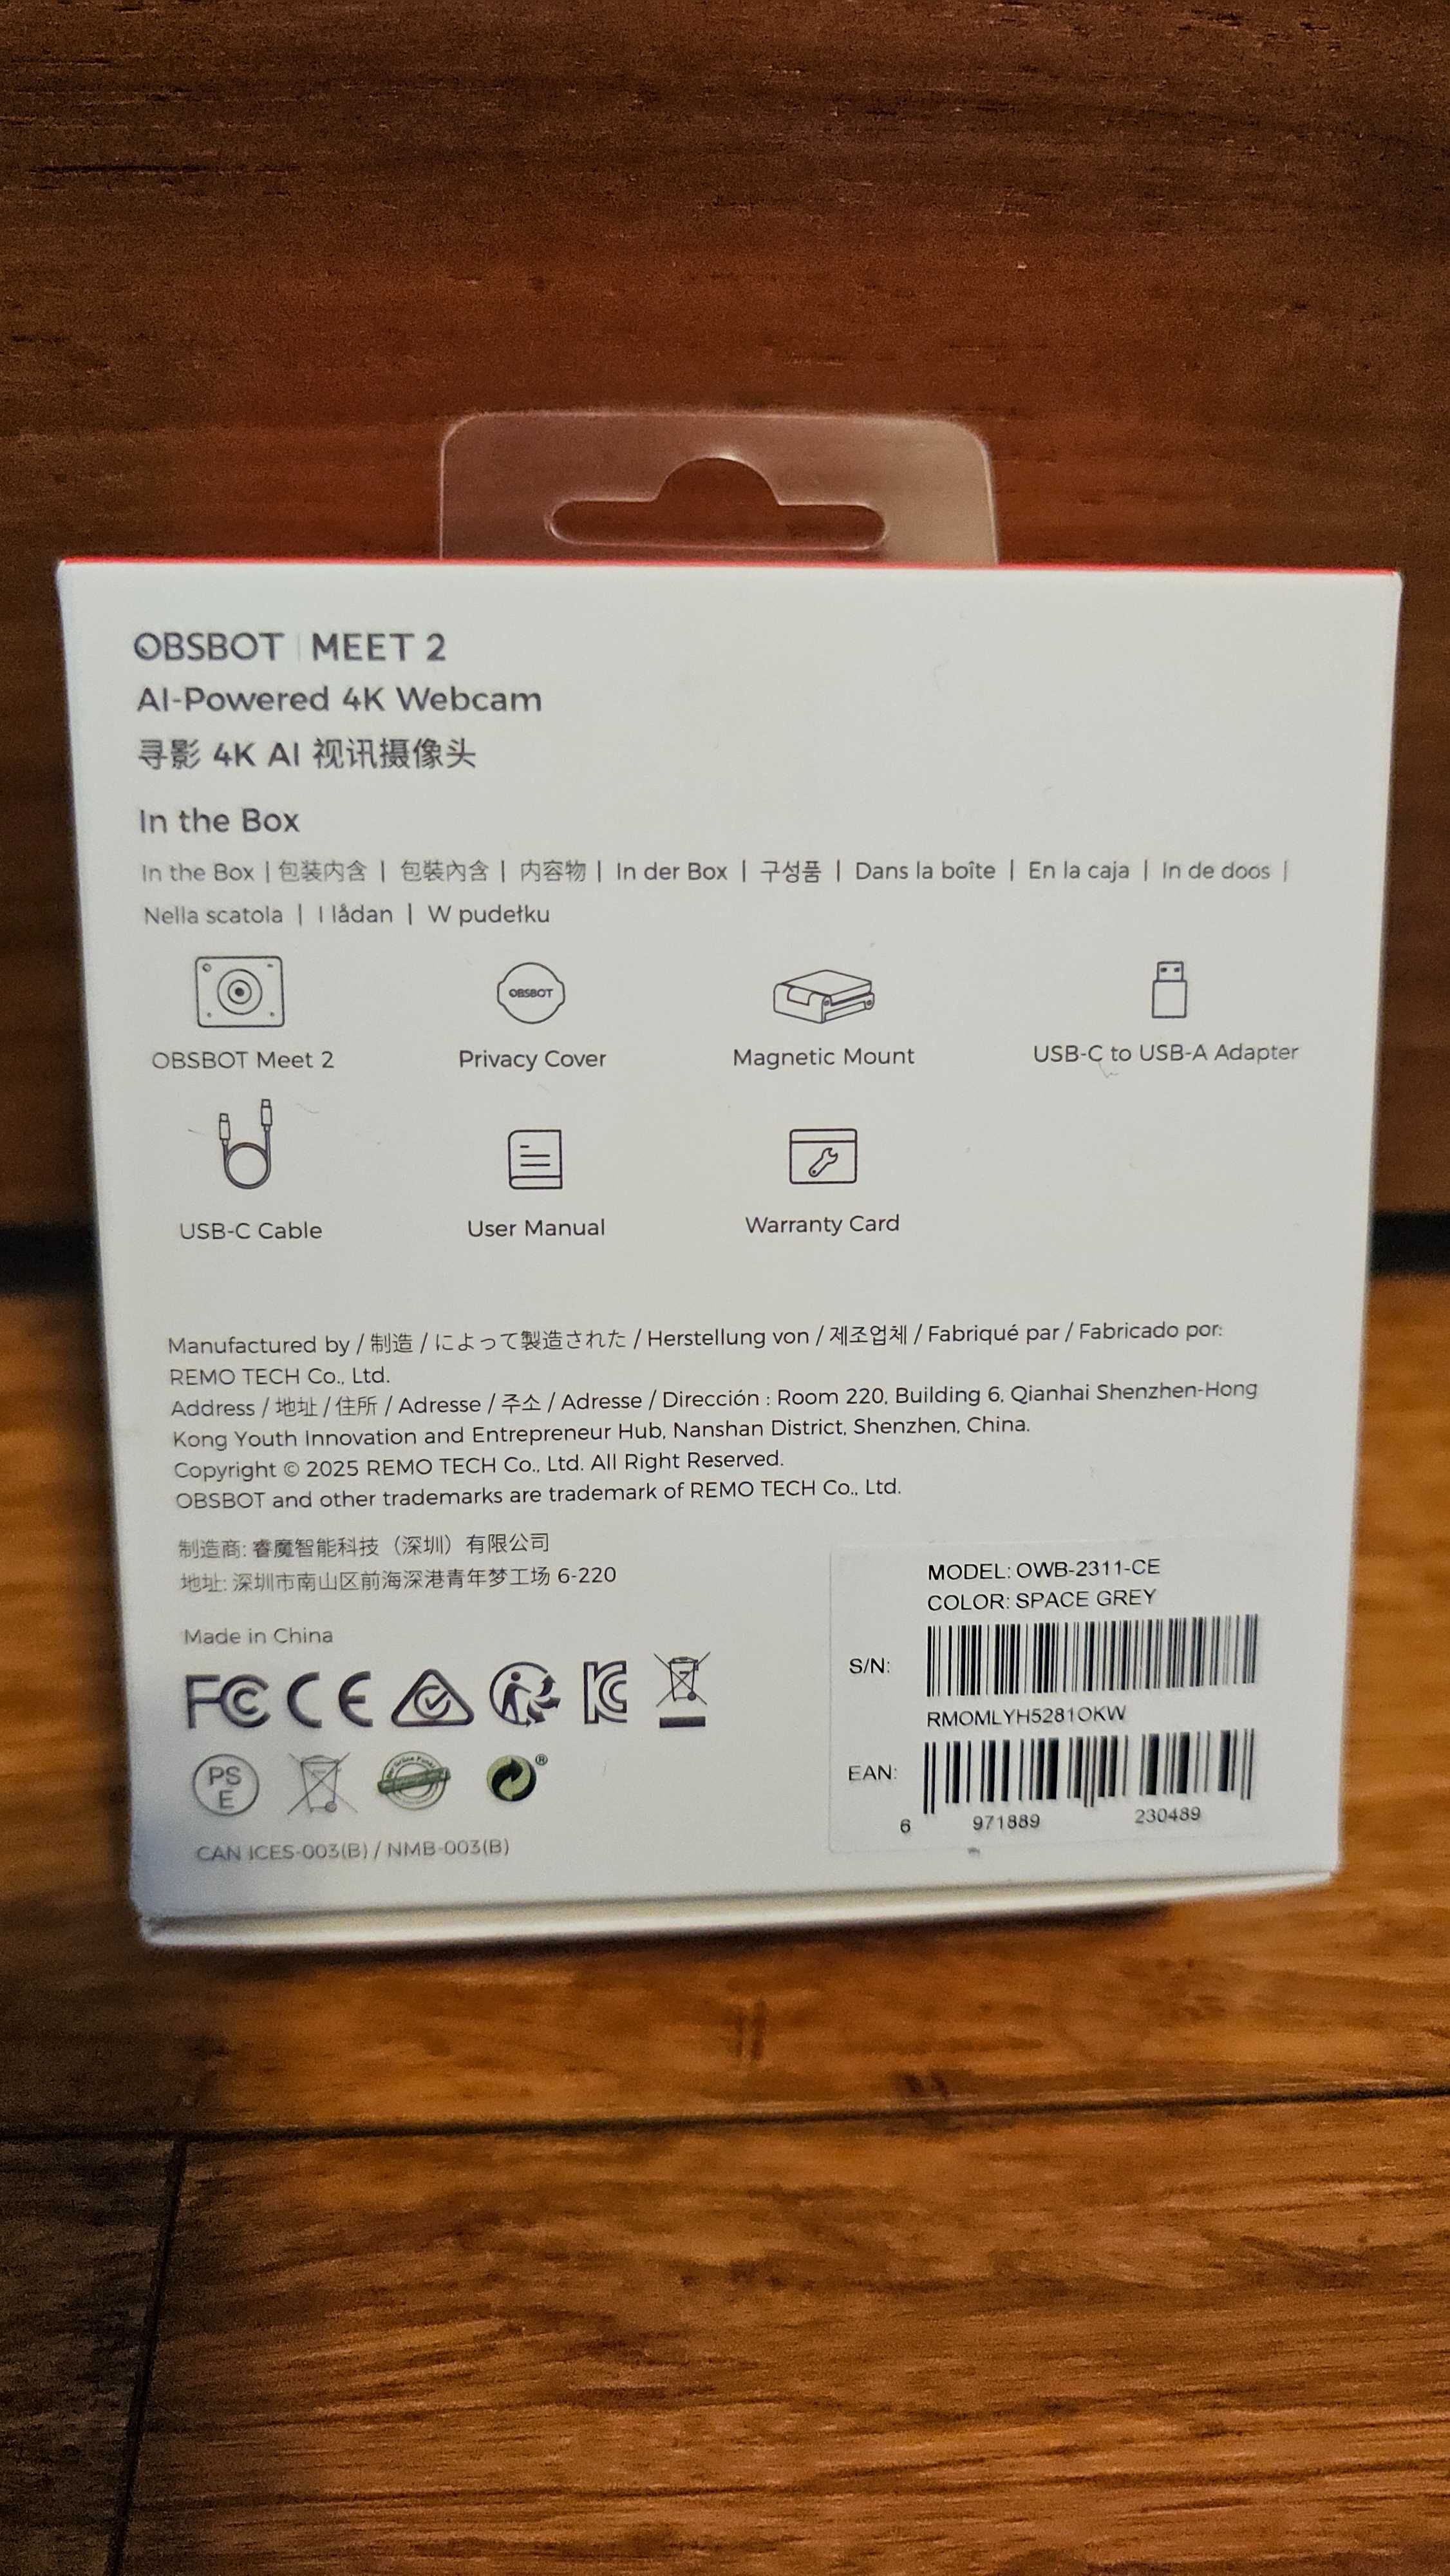 OBSBOT | MEET 2
AI-Powered 4K Webcam
寻影 4K AI 视讯摄像头
In the Box
In the Box | 包装内含 | 包裝內含 | 内容物 | In der Box | 구성품 | Dans la boîte | En la caja | In de doos |
Nella scatola | I lådan | W pudełku
OBSBOT
OBSBOT Meet 2
Privacy Cover
Magnetic Mount
USB-C to USB-A Adapter
USB-C Cable
User Manual
Warranty Card
Manufactured by / 制造 / によって製造された / Herstellung von / 제조업체 / Fabriqué par / Fabricado por:
REMO TECH Co., Ltd.
Address / 地址 / 住所 / Adresse / 주소 / Adresse / Dirección : Room 220, Building 6, Qianhai Shenzhen-Hong
Kong Youth Innovation and Entrepreneur Hub, Nanshan District, Shenzhen, China.
Copyright © 2025 REMO TECH Co., Ltd. All Right Reserved.
OBSBOT and other trademarks are trademark of REMO TECH Co., Ltd.
制造商: 睿魔智能科技（深圳）有限公司
地址: 深圳市南山区前海深港青年梦工场 6-220
Made in China
FC CE KC
PS
E
®
CAN ICES-003(B) / NMB-003(B)
MODEL: OWB-2311-CE
COLOR: SPACE GREY
S/N:
RMOMLYH5281OKW
EAN:
6 971889 230489